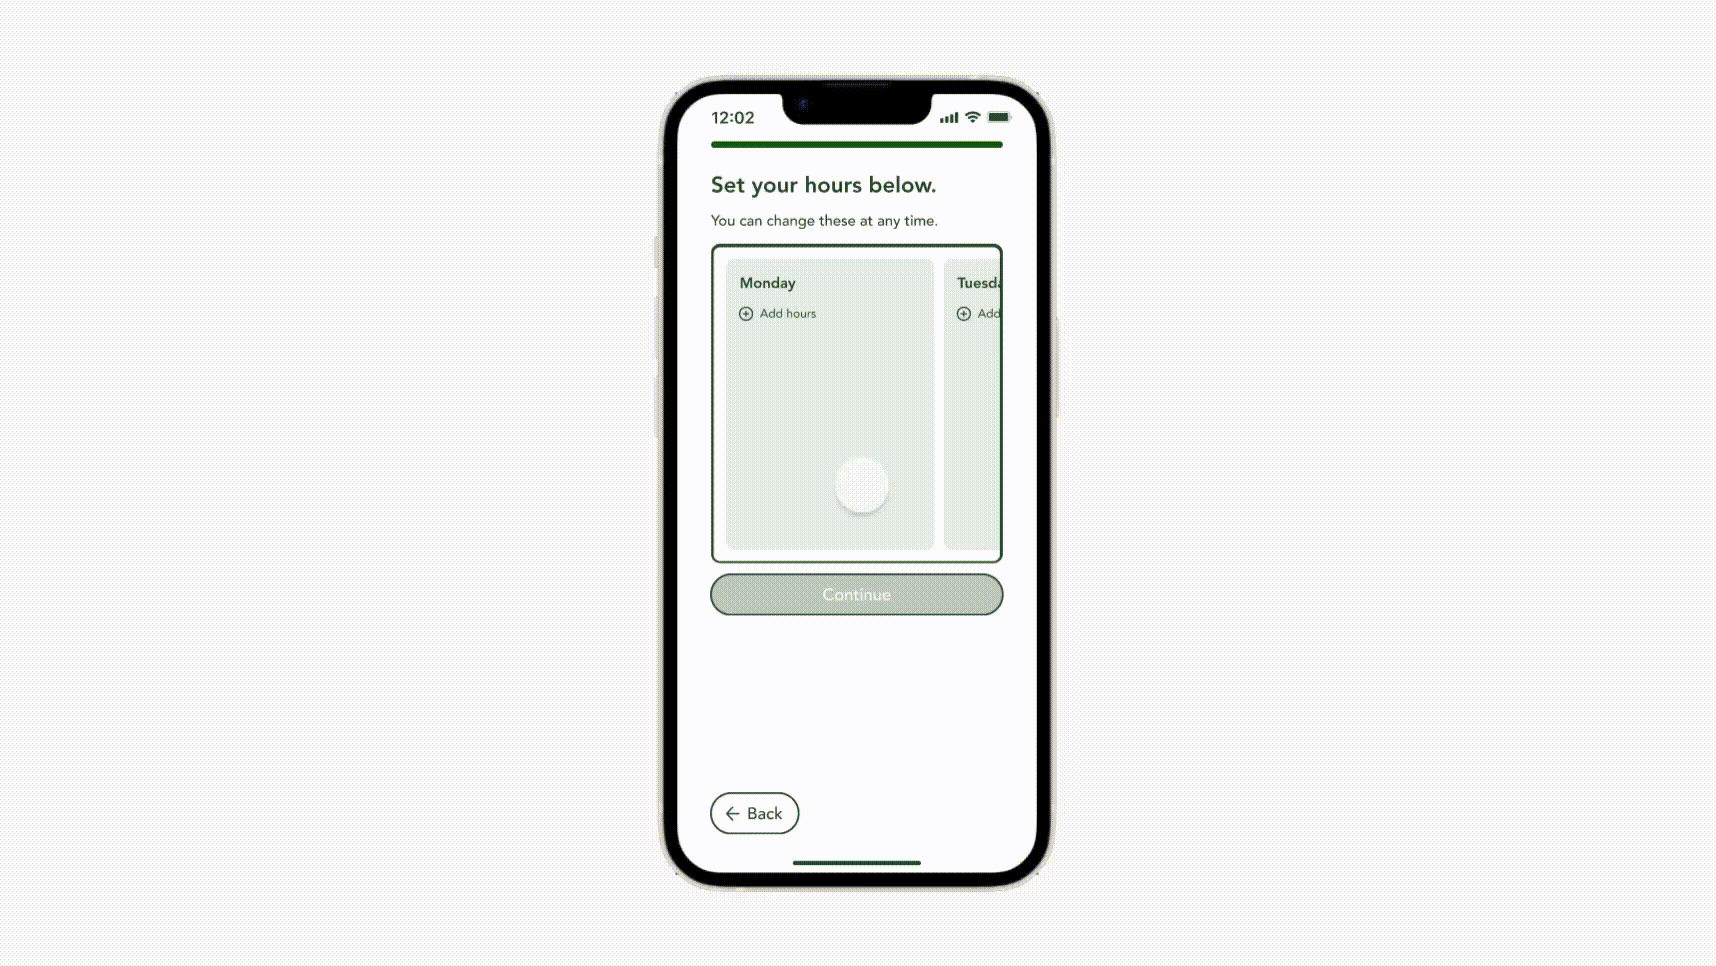 12:02
Set your hours below.
You can change these at any time.
Monday
Tuesda
Add hours
Add
Continue
Back